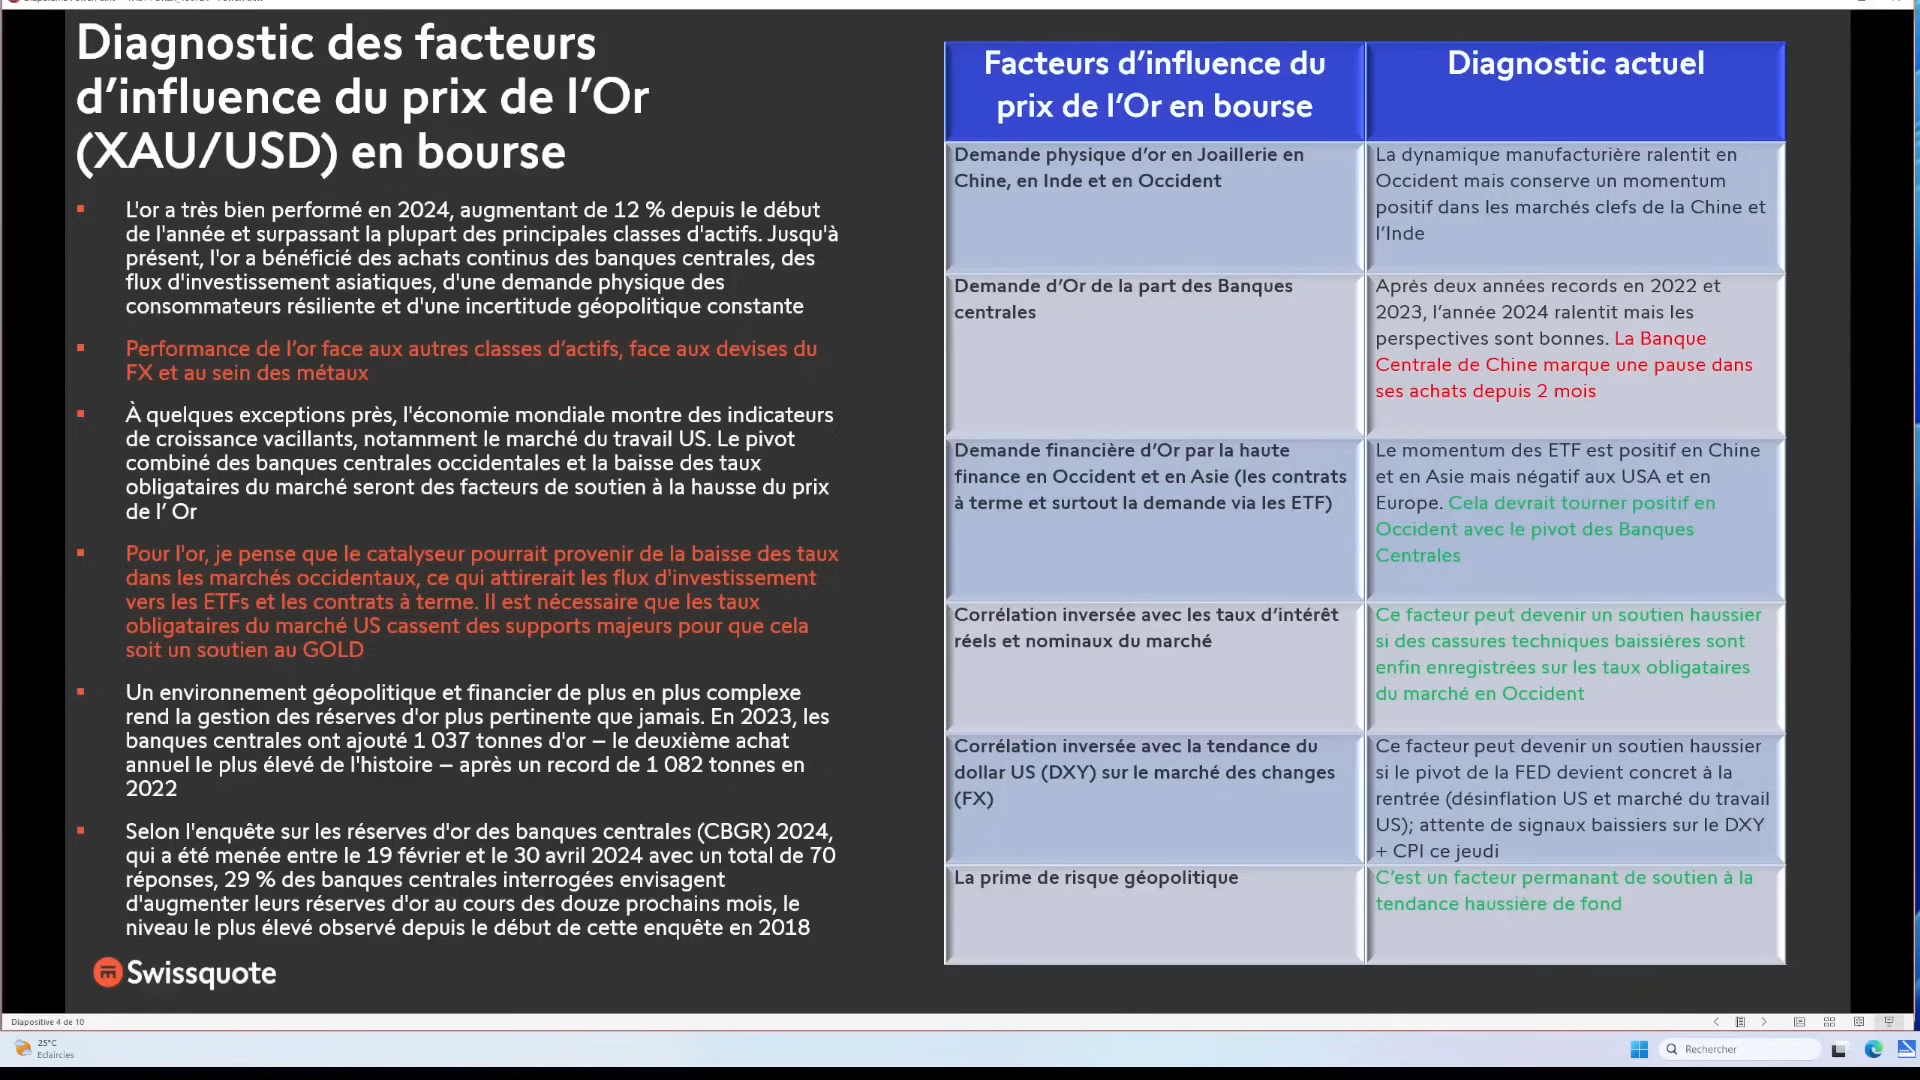 Diagnostic des facteurs
d’influence du prix de l’Or
(XAU/USD) en bourse
L'or a très bien performé en 2024, augmentant de 12 % depuis le début
de l'année et surpassant la plupart des principales classes d'actifs. Jusqu'à
présent, l'or a bénéficié des achats continus des banques centrales, des
flux d'investissement asiatiques, d'une demande physique des
consommateurs résiliente et d'une incertitude géopolitique constante
Performance de l’or face aux autres classes d’actifs, face aux devises du
FX et au sein des métaux
À quelques exceptions près, l'économie mondiale montre des indicateurs
de croissance vacillants, notamment le marché du travail US. Le pivot
combiné des banques centrales occidentales et la baisse des taux
obligataires du marché seront des facteurs de soutien à la hausse du prix
de l’ Or
Pour l'or, je pense que le catalyseur pourrait provenir de la baisse des taux
dans les marchés occidentaux, ce qui attirerait les flux d'investissement
vers les ETFs et les contrats à terme. Il est nécessaire que les taux
obligataires du marché US cassent des supports majeurs pour que cela
soit un soutien au GOLD
Un environnement géopolitique et financier de plus en plus complexe
rend la gestion des réserves d'or plus pertinente que jamais. En 2023, les
banques centrales ont ajouté 1 037 tonnes d'or – le deuxième achat
annuel le plus élevé de l'histoire – après un record de 1 082 tonnes en
2022
Selon l'enquête sur les réserves d'or des banques centrales (CBGR) 2024,
qui a été menée entre le 19 février et le 30 avril 2024 avec un total de 70
réponses, 29 % des banques centrales interrogées envisagent
d'augmenter leurs réserves d'or au cours des douze prochains mois, le
niveau le plus élevé observé depuis le début de cette enquête en 2018
Swissquote
Facteurs d’influence du
prix de l’Or en bourse
Diagnostic actuel
Demande physique d’or en Joaillerie en
Chine, en Inde et en Occident
La dynamique manufacturière ralentit en
Occident mais conserve un momentum
positif dans les marchés clefs de la Chine et
l’Inde
Demande d’Or de la part des Banques
centrales
Après deux années records en 2022 et
2023, l’année 2024 ralentit mais les
perspectives sont bonnes. La Banque
Centrale de Chine marque une pause dans
ses achats depuis 2 mois
Demande financière d’Or par la haute
finance en Occident et en Asie (les contrats
à terme et surtout la demande via les ETF)
Le momentum des ETF est positif en Chine
et en Asie mais négatif aux USA et en
Europe. Cela devrait tourner positif en
Occident avec le pivot des Banques
Centrales
Corrélation inversée avec les taux d’intérêt
réels et nominaux du marché
Ce facteur peut devenir un soutien haussier
si des cassures techniques baissières sont
enfin enregistrées sur les taux obligataires
du marché en Occident
Corrélation inversée avec la tendance du
dollar US (DXY) sur le marché des changes
(FX)
Ce facteur peut devenir un soutien haussier
si le pivot de la FED devient concret à la
rentrée (désinflation US et marché du travail
US); attente de signaux baissiers sur le DXY
+ CPI ce jeudi
La prime de risque géopolitique
C’est un facteur permanant de soutien à la
tendance haussière de fond
Diapositive 4 de 10
25°C
Eclaircies
Rechercher